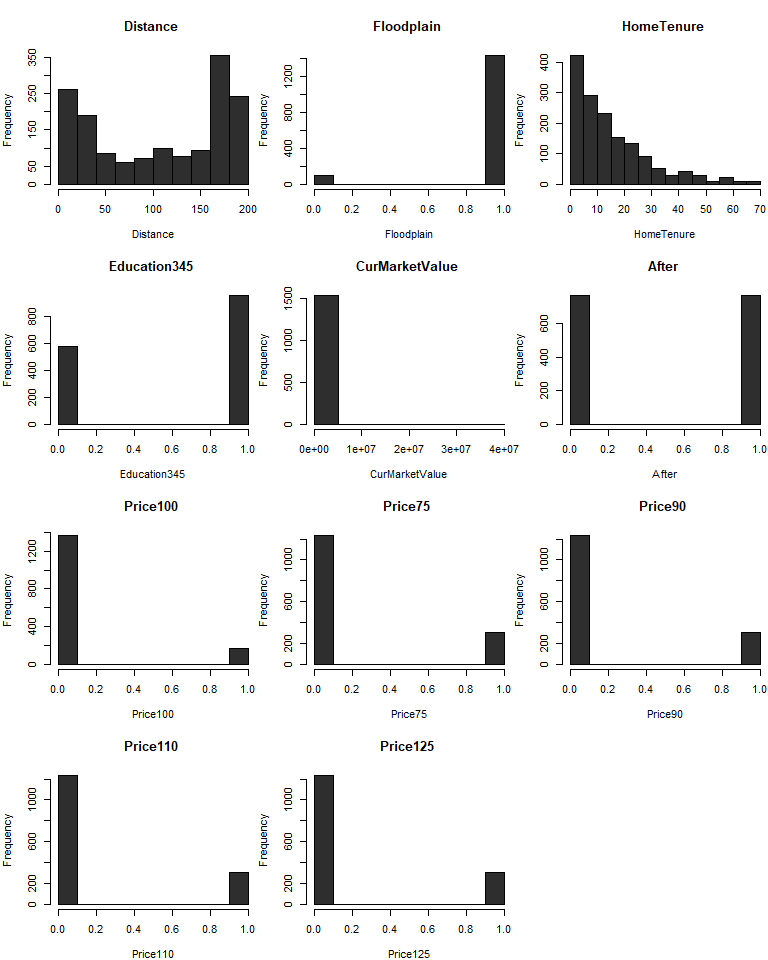 Distance
Frequency
50 150 250 350
0 50 100 150 200
Distance
Floodplain
Frequency
0 400 800 1400
0.0 0.2 0.4 0.6 0.8 1.0
Floodplain
HomeTenure
Frequency
0 100 200 300 400
0 10 20 30 40 50 60 70
HomeTenure
Education345
Frequency
0 200 400 600 800
0.0 0.2 0.4 0.6 0.8 1.0
Education345
CurMarketValue
Frequency
0 500 1000 1500
0e+00 1e+07 2e+07 3e+07 4e+07
CurMarketValue
After
Frequency
0 200 400 600
0.0 0.2 0.4 0.6 0.8 1.0
After
Price100
Frequency
0 400 800 1200
0.0 0.2 0.4 0.6 0.8 1.0
Price100
Price75
Frequency
0 200 600 1000
0.0 0.2 0.4 0.6 0.8 1.0
Price75
Price90
Frequency
0 200 600 1000
0.0 0.2 0.4 0.6 0.8 1.0
Price90
Price110
Frequency
0 200 600 1000
0.0 0.2 0.4 0.6 0.8 1.0
Price110
Price125
Frequency
0 200 600 1000
0.0 0.2 0.4 0.6 0.8 1.0
Price125